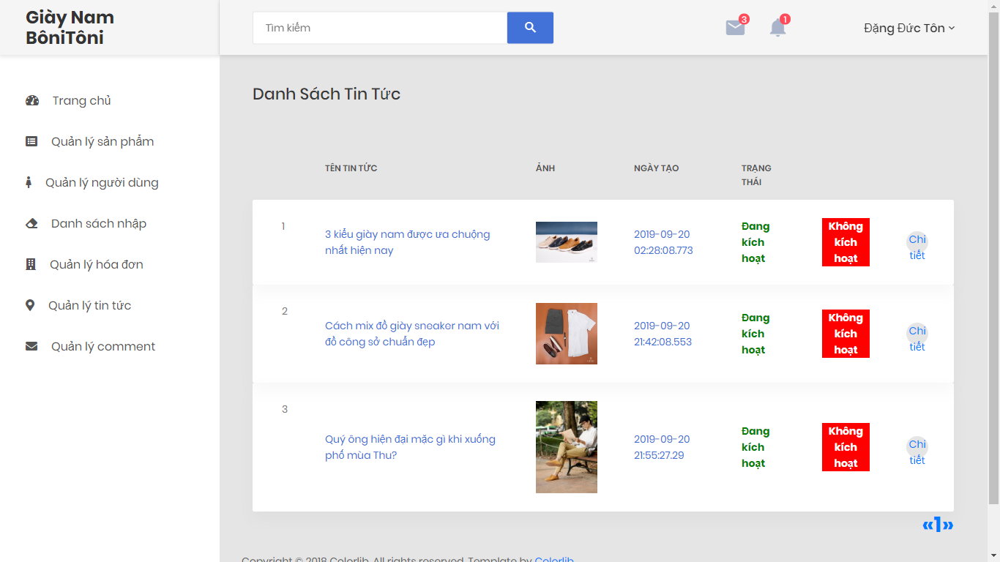 Giày Nam
BôniTôni
Tìm kiếm
3
1
Đặng Đức Tôn
Trang chủ
Quản lý sản phẩm
Quản lý người dùng
Danh sách nhập
Quản lý hóa đơn
Quản lý tin tức
Quản lý comment
Danh Sách Tin Tức
TÊN TIN TỨC
ẢNH
NGÀY TẠO
TRẠNG
THÁI
1
3 kiểu giày nam được ưa chuộng
nhất hiện nay
2019-09-20
02:28:08.773
Đang
kích
hoạt
Không
kích
hoạt
Chi
tiết
2
Cách mix đồ giày sneaker nam với
đồ công sở chuẩn đẹp
2019-09-20
21:42:08.553
Đang
kích
hoạt
Không
kích
hoạt
Chi
tiết
3
Quý ông hiện đại mặc gì khi xuống
phố mùa Thu?
2019-09-20
21:55:27.29
Đang
kích
hoạt
Không
kích
hoạt
Chi
tiết
«1»
Copyright © 2018 Colorlib. All rights reserved. Template by Colorlib.